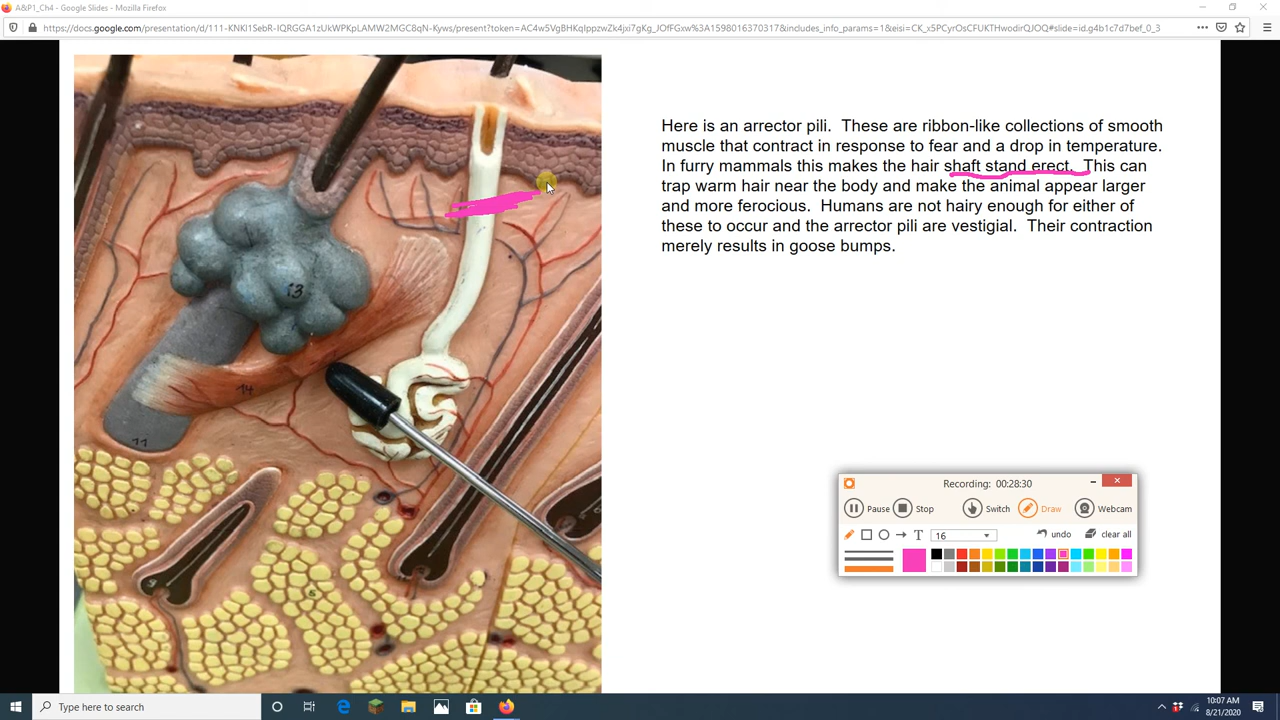 A&P1_Ch4 - Google Slides - Mozilla Firefox
https://docs.google.com/presentation/d/111-KNKl15ebR-IQRGGA1zUkWPKpLAMW2MGC8qN-Kyws/present?token=AC4w5VgBHKqIppzwZk4jxi7gKg_JOfFGxw%3A1598016370317&includes_info_params=1&eisi=CK_x5PCyrOsCFUKTHwodirQJOQ#slide=id.g4b1c7d7bef_0_3
Here is an arrector pili. These are ribbon-like collections of smooth
muscle that contract in response to fear and a drop in temperature.
In furry mammals this makes the hair shaft stand erect. This can
trap warm hair near the body and make the animal appear larger
and more ferocious. Humans are not hairy enough for either of
these to occur and the arrector pili are vestigial. Their contraction
merely results in goose bumps.
13
14
11
Recording: 00:28:30
Pause Stop Switch Draw Webcam
T 16 undo clear all
Type here to search
10:07 AM
8/21/2020